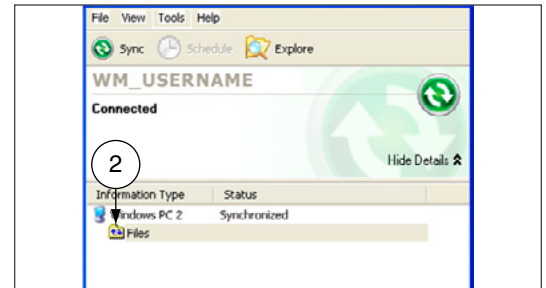 File View Tools Help
Sync Schedule Explore
WM_USERNAME
Connected
2
Hide Details
Information Type Status
Windows PC 2 Synchronized
Files